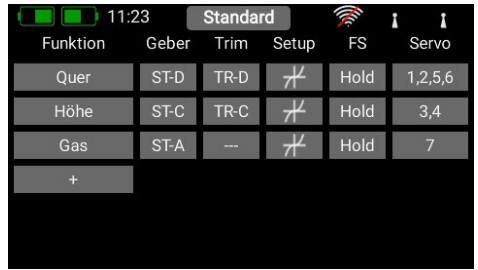 11:23 Standard
Funktion Geber Trim Setup FS Servo
Quer ST-D TR-D Hold 1,2,5,6
Höhe ST-C TR-C Hold 3,4
Gas ST-A --- Hold 7
+